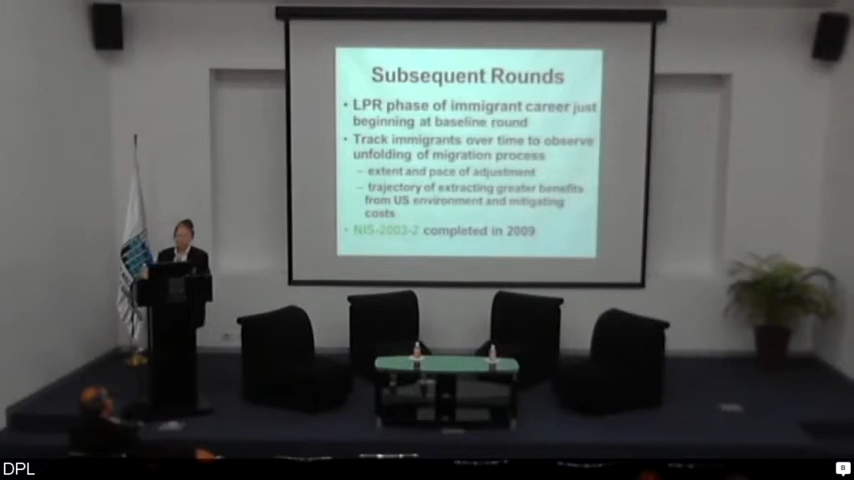 Subsequent Rounds
• LPR phase of immigrant career just
beginning at baseline round
• Track immigrants over time to observe
unfolding of migration process
– extent and pace of adjustment
– trajectory of extracting greater benefits
from US environment and mitigating
costs
• NIS-2003-2 completed in 2009
DPL